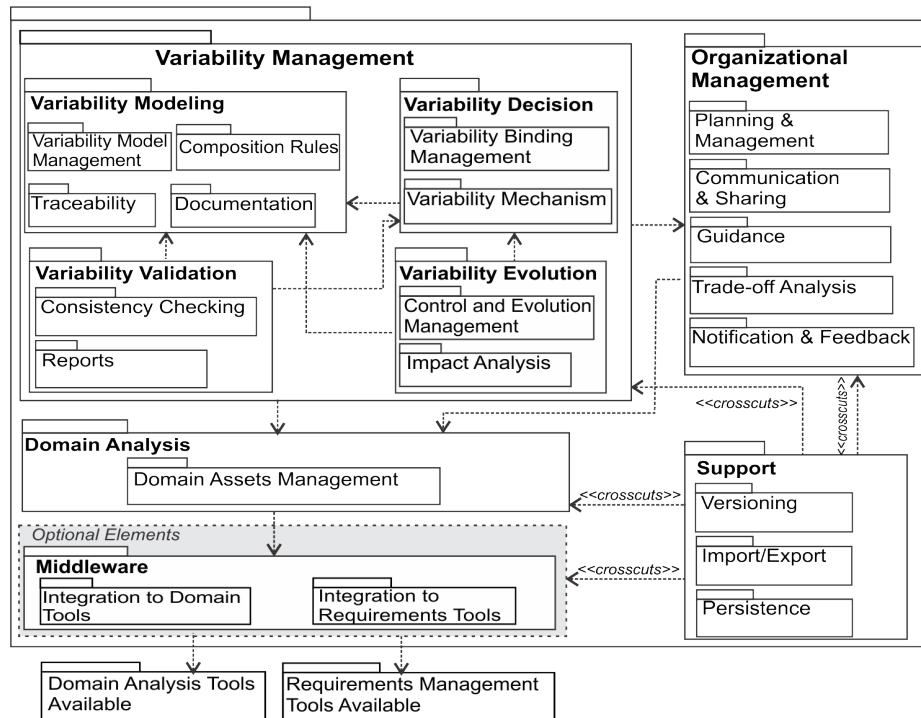 Variability Management
Variability Modeling
Variability Model
Management
Composition Rules
Traceability
Documentation
Variability Decision
Variability Binding
Management
Variability Mechanism
Variability Validation
Consistency Checking
Reports
Variability Evolution
Control and Evolution
Management
Impact Analysis
Organizational
Management
Planning &
Management
Communication
& Sharing
Guidance
Trade-off Analysis
Notification & Feedback
<<crosscuts>>
<<crosscuts>>
Domain Analysis
Domain Assets Management
<<crosscuts>>
Support
Versioning
Import/Export
Persistence
Optional Elements
Middleware
Integration to Domain
Tools
Integration to
Requirements Tools
<<crosscuts>>
Domain Analysis Tools
Available
Requirements Management
Tools Available